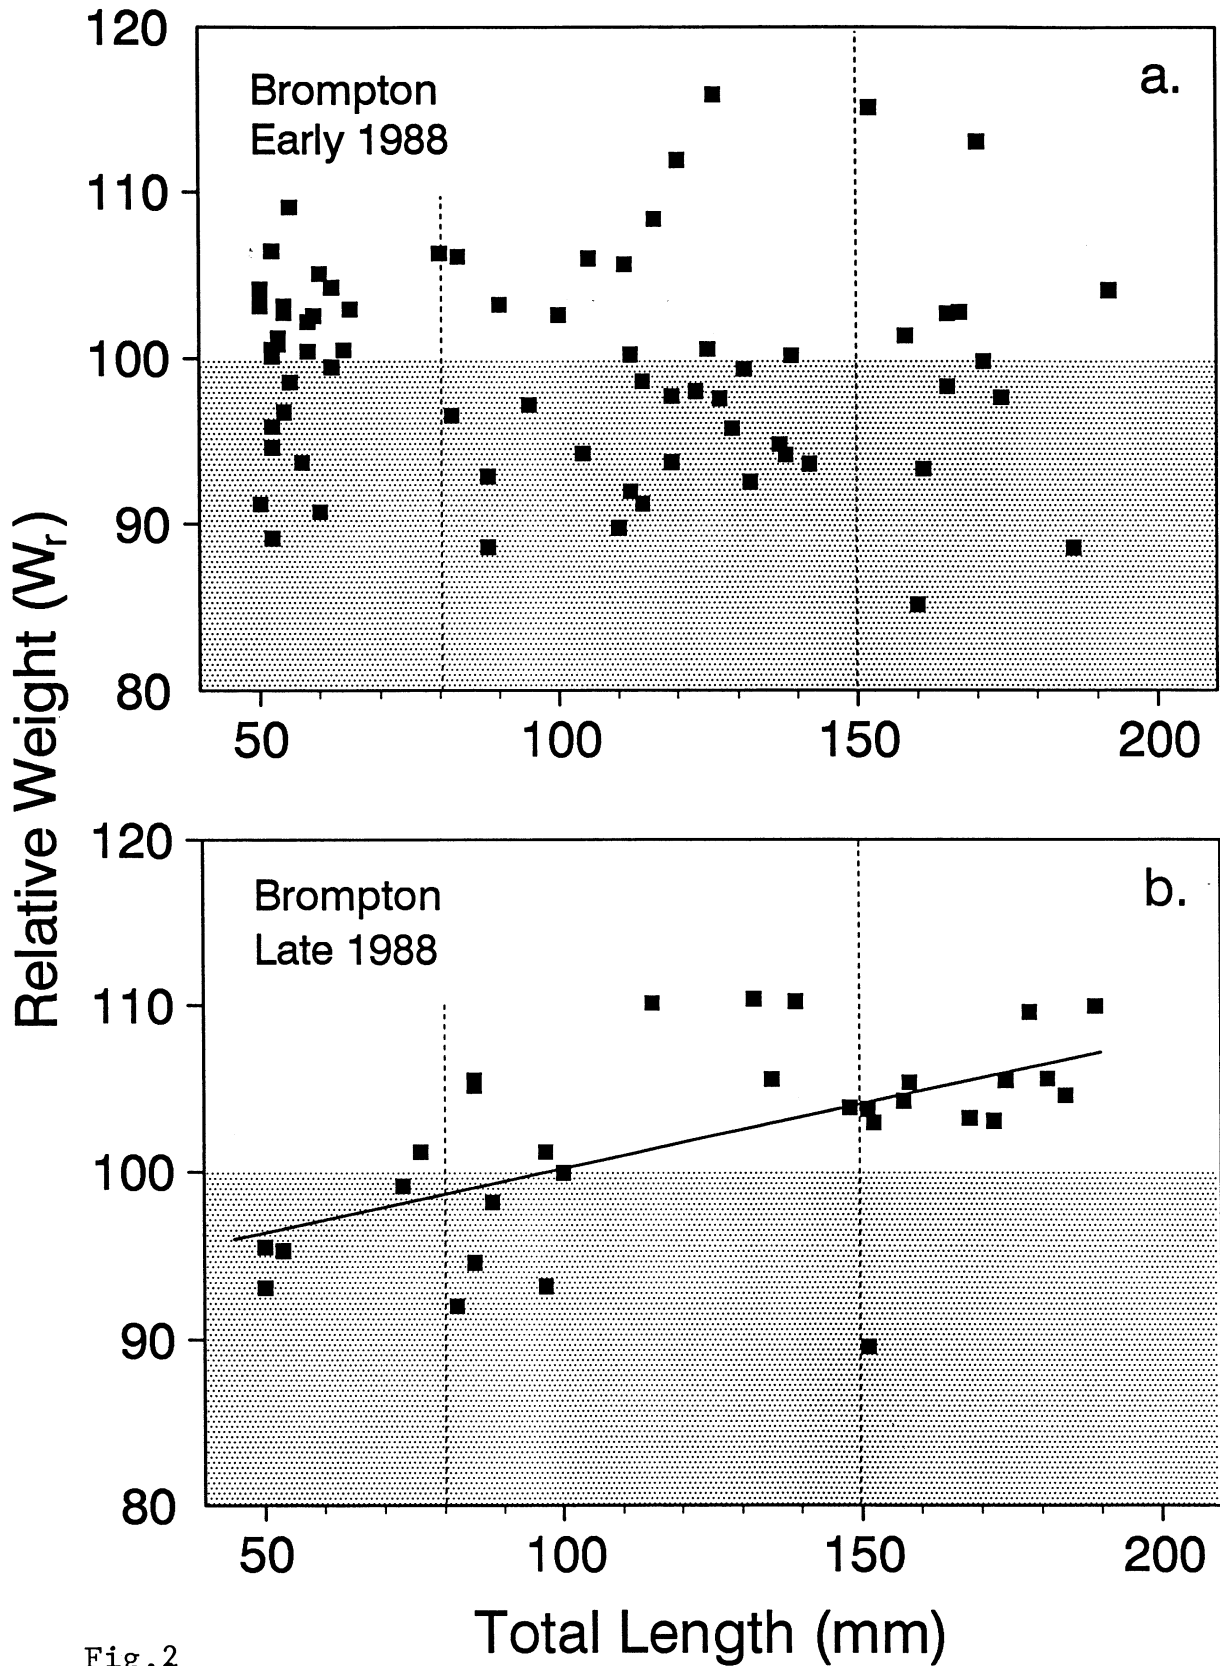 120
110
100
90
80
Brompton
Early 1988
a.
50 100 150 200
Relative Weight (Wr)
120
110
100
90
80
Brompton
Late 1988
b.
50 100 150 200
Total Length (mm)
Fig.2